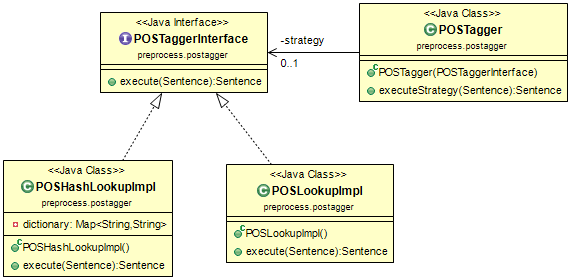 <<Java Interface>>
POSTaggerInterface
preprocess.postagger
execute(Sentence):Sentence
-strategy
0..1
<<Java Class>>
POSTagger
preprocess.postagger
POSTagger(POSTaggerInterface)
executeStrategy(Sentence):Sentence
<<Java Class>>
POSHashLookupImpl
preprocess.postagger
dictionary: Map<String,String>
POSHashLookupImpl()
execute(Sentence):Sentence
<<Java Class>>
POSLookupImpl
preprocess.postagger
POSLookupImpl()
execute(Sentence):Sentence